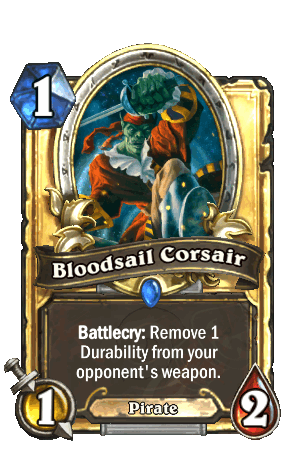 1
Bloodsail Corsair
Battlecry: Remove 1
Durability from your
opponent's weapon.
1
Pirate
2